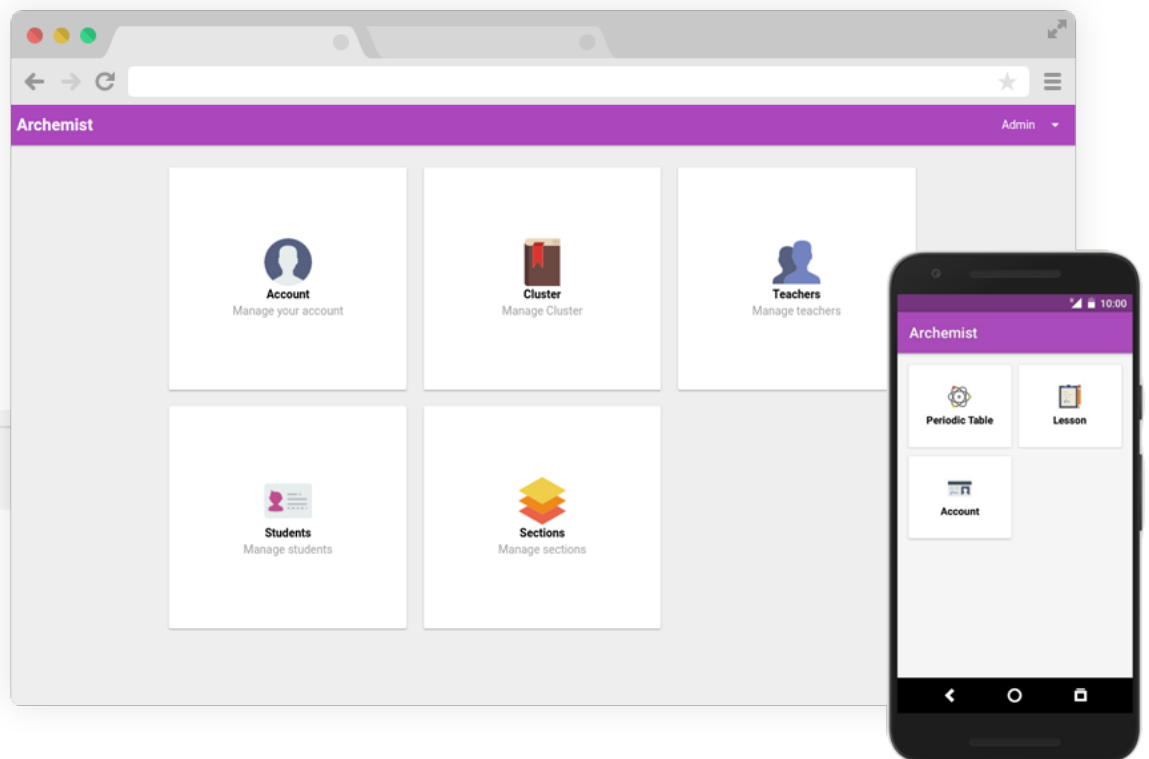 Archemist
Admin
Account
Manage your account
Cluster
Manage Cluster
Teachers
Manage teachers
Students
Manage students
Sections
Manage sections
10:00
Archemist
Periodic Table
Lesson
Account